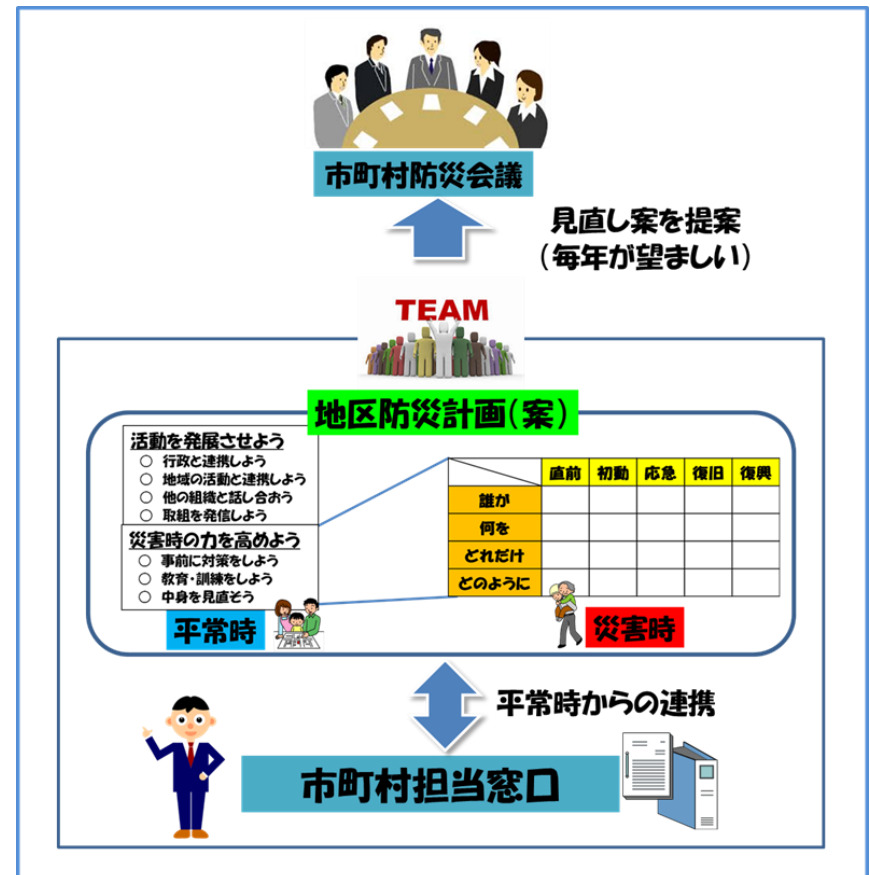 市町村防災会議
見直し案を提案
(毎年が望ましい)
TEAM
地区防災計画(案)
活動を発展させよう
○ 行政と連携しよう
○ 地域の活動と連携しよう
○ 他の組織と話し合おう
○ 取組を発信しよう
災害時の力を高めよう
○ 事前に対策をしよう
○ 教育・訓練をしよう
○ 中身を見直そう
平常時
直前 初動 応急 復旧 復興
誰が
何を
どれだけ
どのように
災害時
平常時からの連携
市町村担当窓口